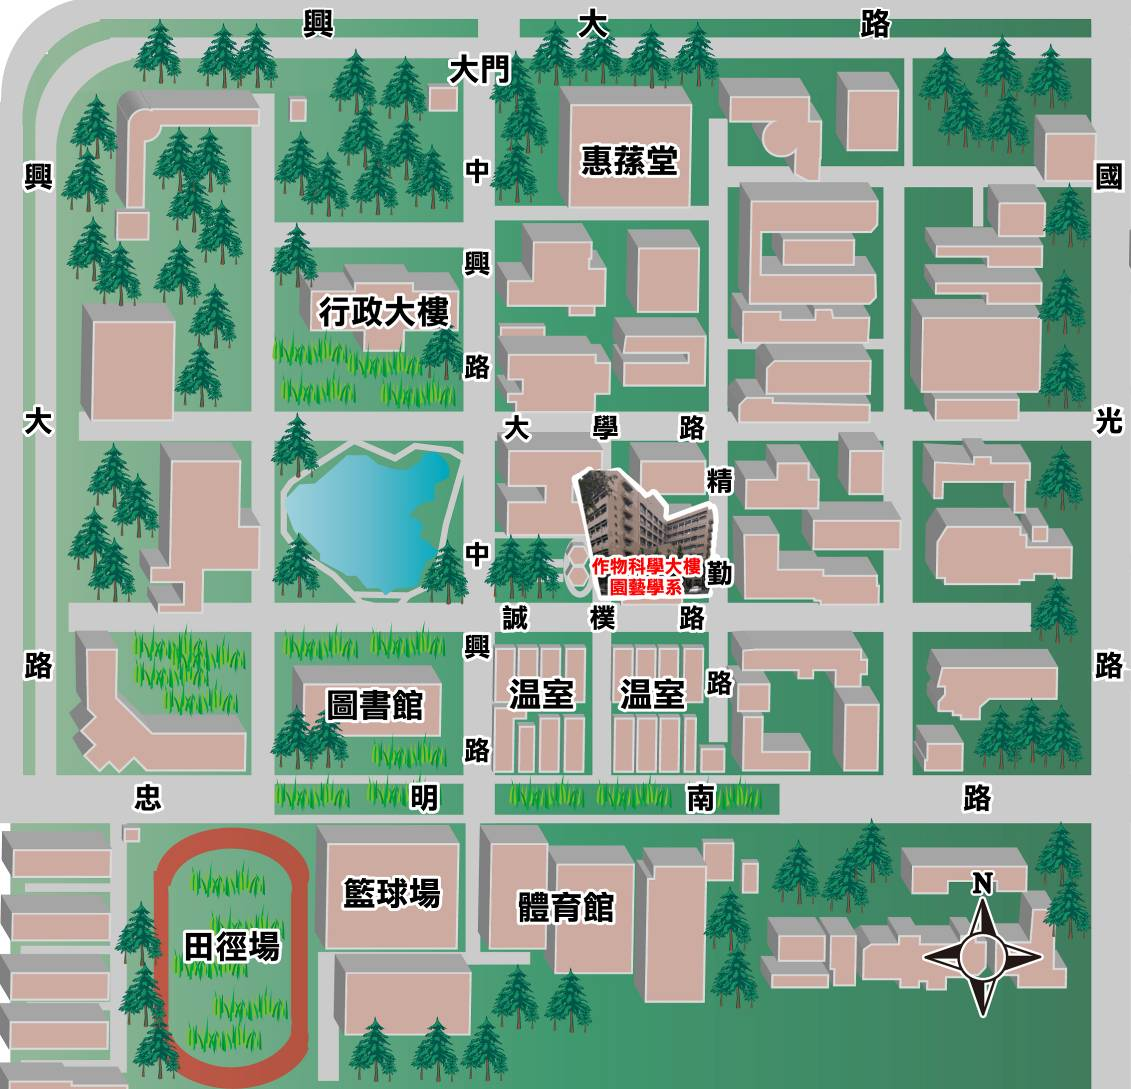 興大路
大門
惠蓀堂
興大路
國光路
中興路
行政大樓
大學路
精勤路
中興路
作物科學大樓
園藝學系
誠樸路
圖書館
温室
温室
忠明南路
籃球場
體育館
田徑場
N